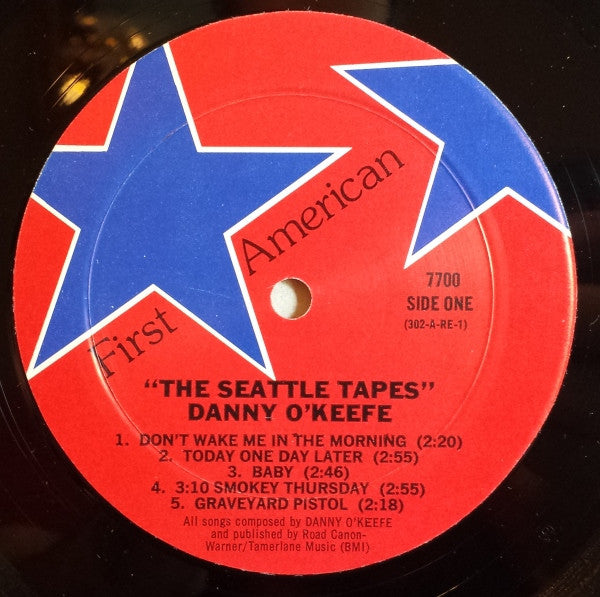 First American
7700
SIDE ONE
(302-A-RE-1)
"THE SEATTLE TAPES"
DANNY O'KEEFE
1. DON'T WAKE ME IN THE MORNING (2:20)
2. TODAY ONE DAY LATER (2:55)
3. BABY (2:46)
4. 3:10 SMOKEY THURSDAY (2:55)
5. GRAVEYARD PISTOL (2:18)
All songs composed by DANNY O'KEEFE
and published by Road Canon-
Warner/Tamerlane Music (BMI)